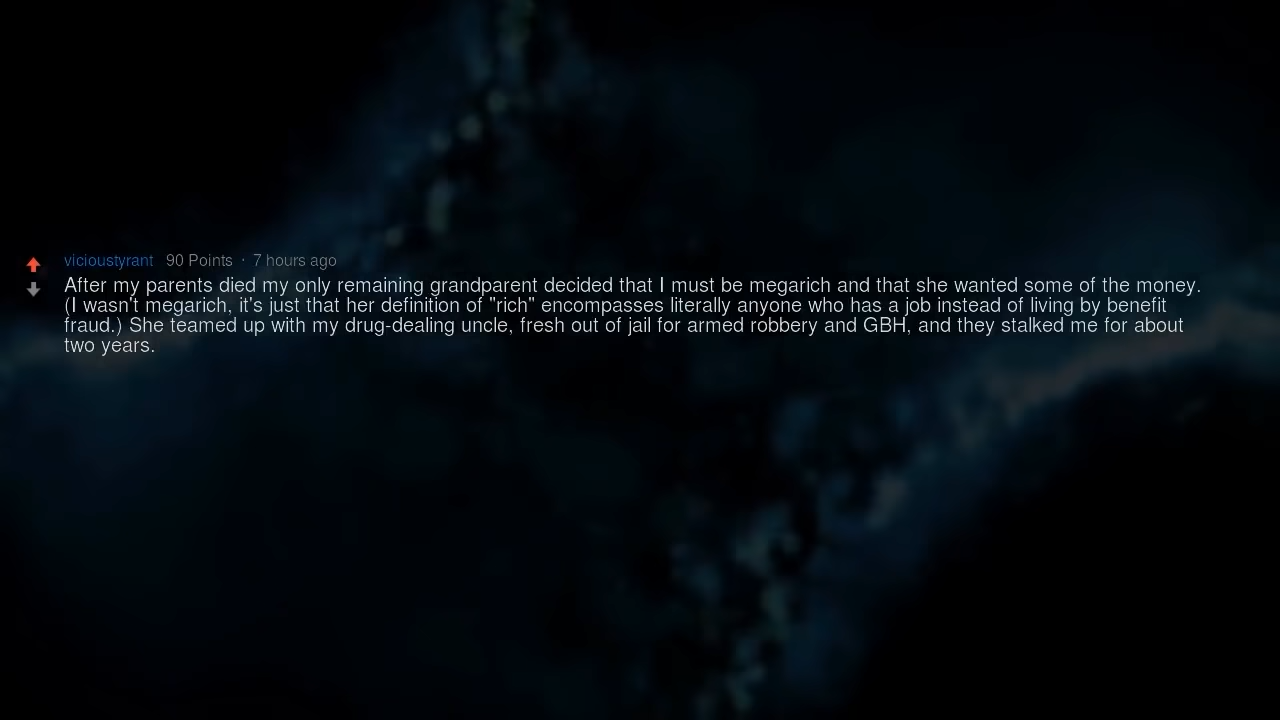 vicioustyrant 90 Points · 7 hours ago
After my parents died my only remaining grandparent decided that I must be megarich and that she wanted some of the money.
(I wasn't megarich, it's just that her definition of "rich" encompasses literally anyone who has a job instead of living by benefit
fraud.) She teamed up with my drug-dealing uncle, fresh out of jail for armed robbery and GBH, and they stalked me for about
two years.